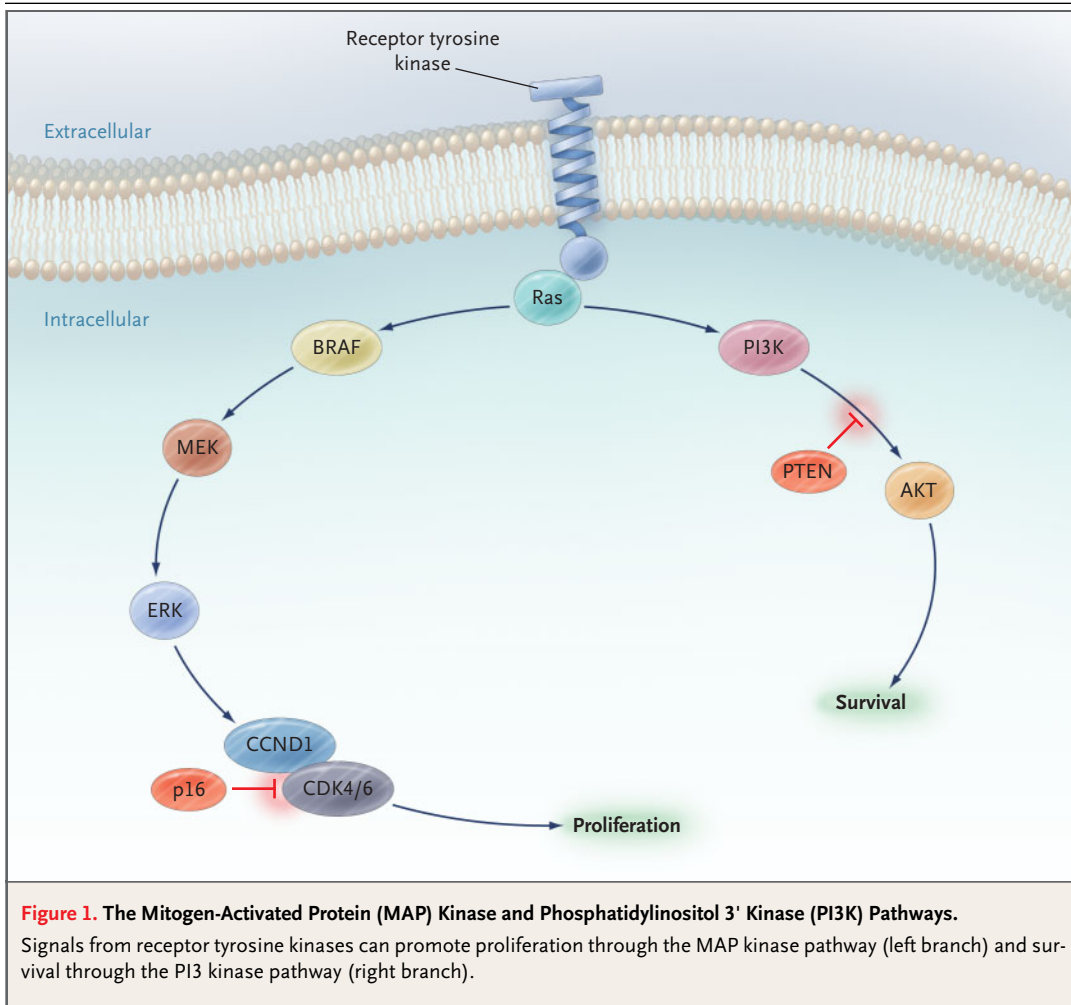 Receptor tyrosine
kinase
Extracellular
Intracellular
Ras
BRAF
PI3K
MEK
PTEN
AKT
ERK
Survival
CCND1
p16
CDK4/6
Proliferation
Figure 1. The Mitogen-Activated Protein (MAP) Kinase and Phosphatidylinositol 3' Kinase (PI3K) Pathways.
Signals from receptor tyrosine kinases can promote proliferation through the MAP kinase pathway (left branch) and sur-
vival through the PI3 kinase pathway (right branch).